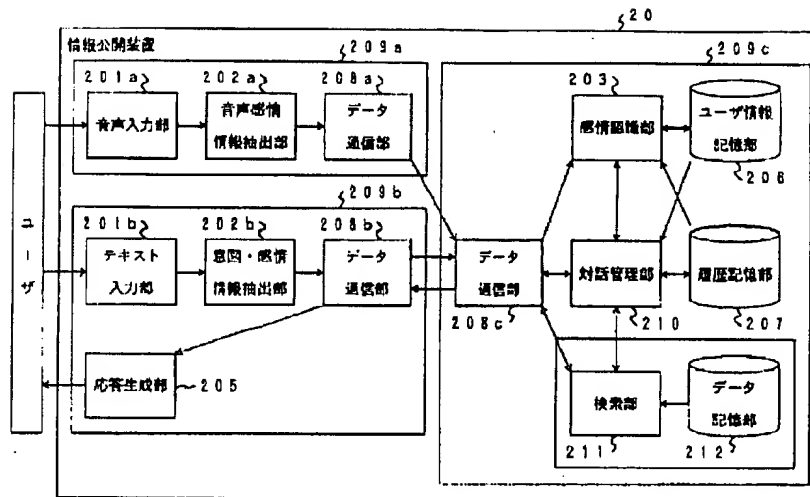 20
情報公開装置
209a
209c
201a
202a
208a
203
音声入力部
音声感情
情報抽出部
データ
通信部
感情認識部
ユーザ情報
記憶部
206
209b
201b
202b
208b
ユーザ
テキスト
入力部
意図・感情
情報抽出部
データ
通信部
データ
通信部
208c
対話管理部
210
履歴記憶部
207
応答生成部
205
検索部
211
データ
記憶部
212